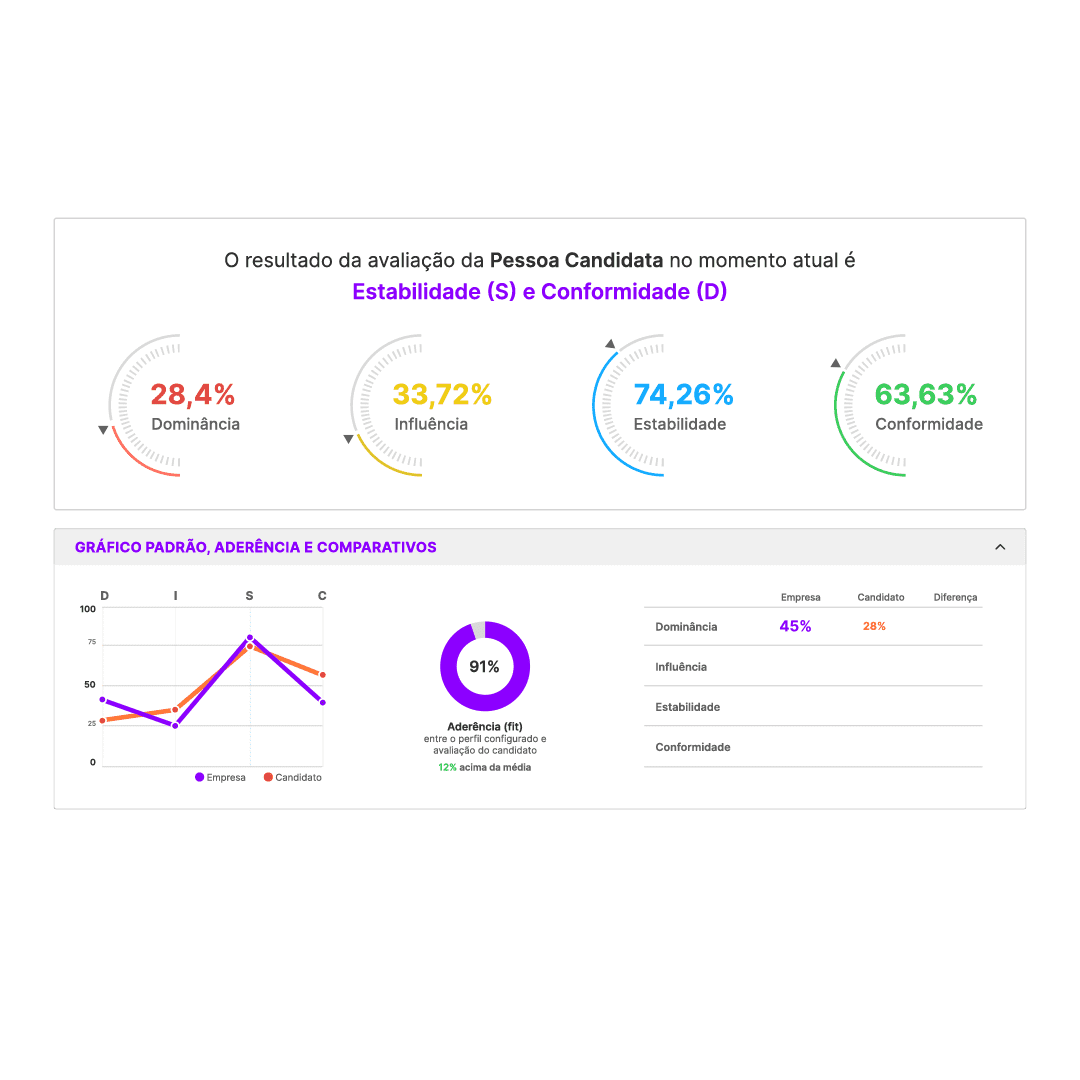 O resultado da avaliação da Pessoa Candidata no momento atual é
Estabilidade (S) e Conformidade (D)
28,4%
Dominância
33,72%
Influência
74,26%
Estabilidade
63,63%
Conformidade
GRÁFICO PADRÃO, ADERÊNCIA E COMPARATIVOS
D I S C
100
75
50
25
0
Empresa Candidato
91%
Aderência (fit)
entre o perfil configurado e
avaliação do candidato
12% acima da média
Empresa Candidato Diferença
Dominância 45% 28%
Influência
Estabilidade
Conformidade